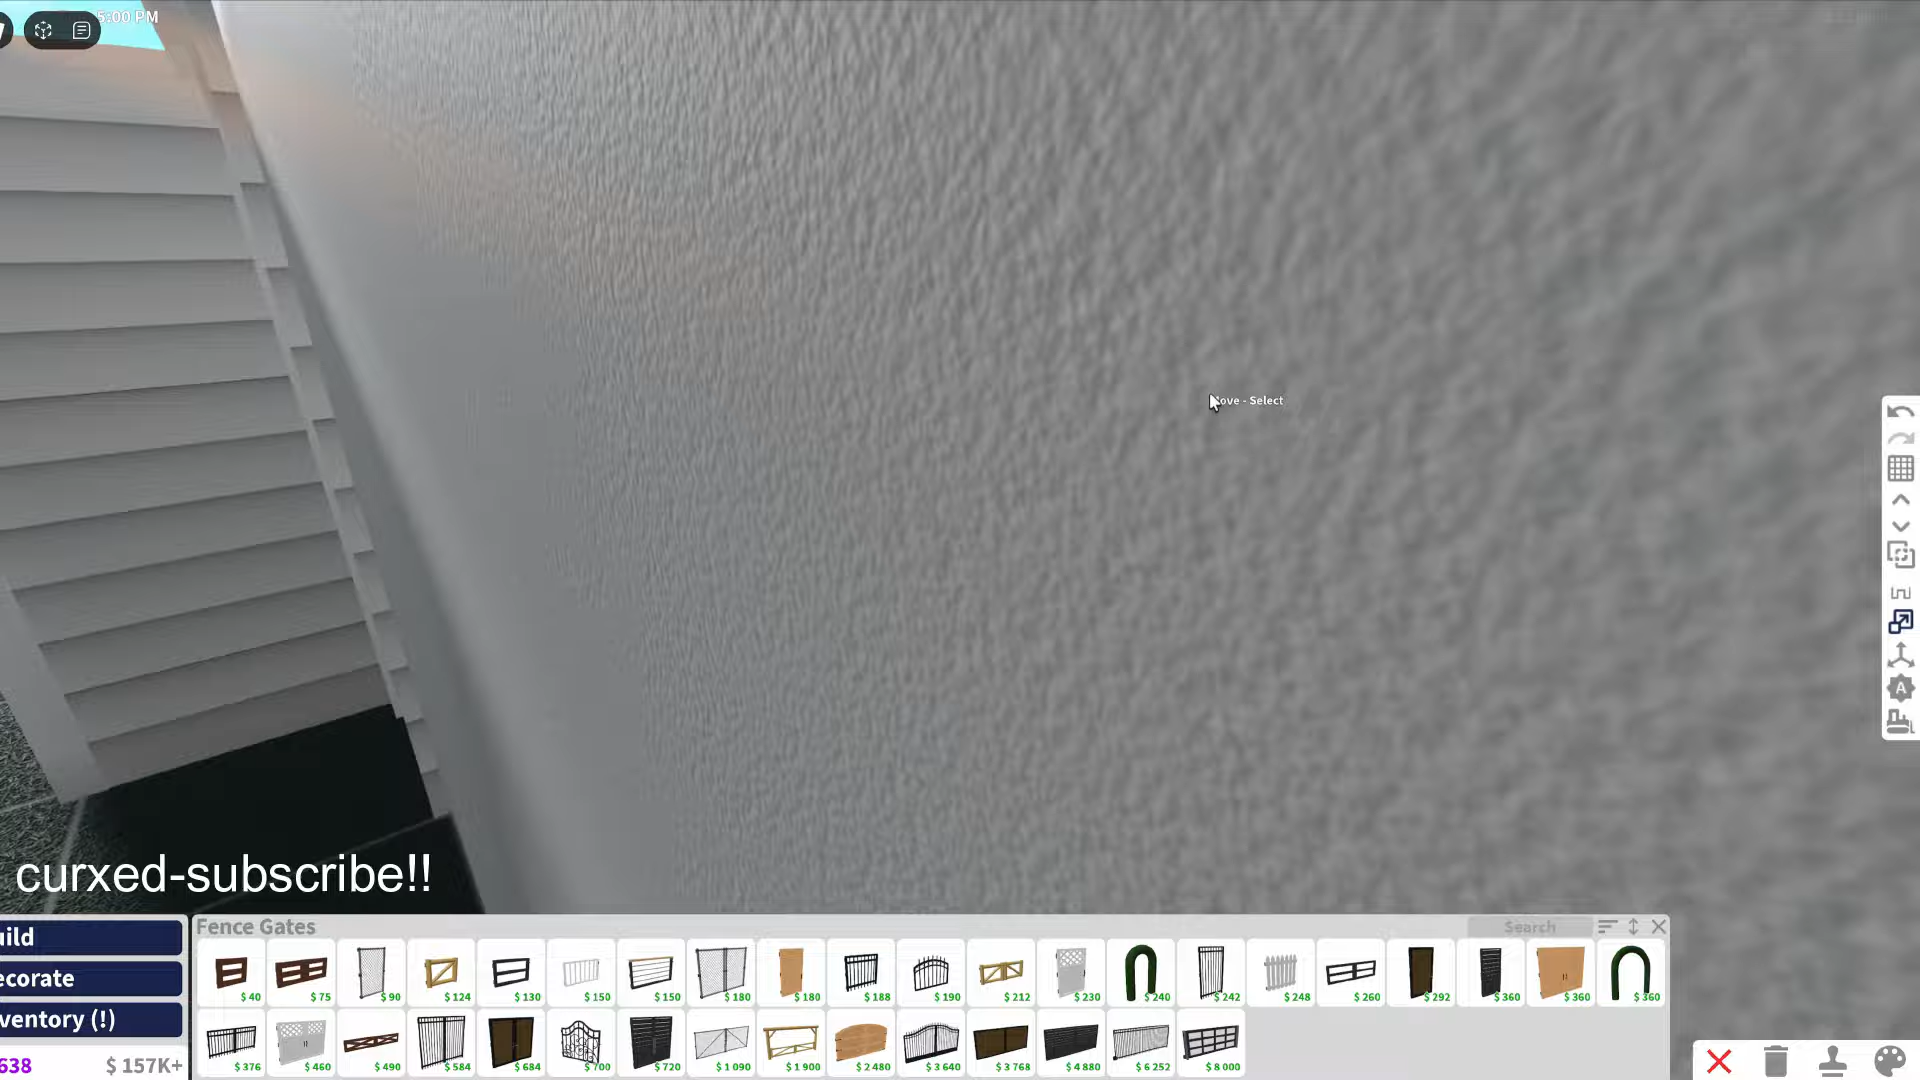 5:00 PM
ove - Select
curxed-subscribe!!
uild
Fence Gates
Search
ecorate
$ 40
$ 75
$ 90
$ 124
$ 130
$ 150
$ 150
$ 180
$ 180
$ 188
$ 190
$ 212
$ 230
$ 240
$ 242
$ 248
$ 260
$ 292
$ 360
$ 360
$ 360
ventory (!)
$ 376
$ 460
$ 490
$ 584
$ 684
$ 700
$ 720
$ 1 090
$ 1 900
$ 2 480
$ 3 640
$ 3 768
$ 4 880
$ 6 252
$ 8 000
638
$ 157K+
A